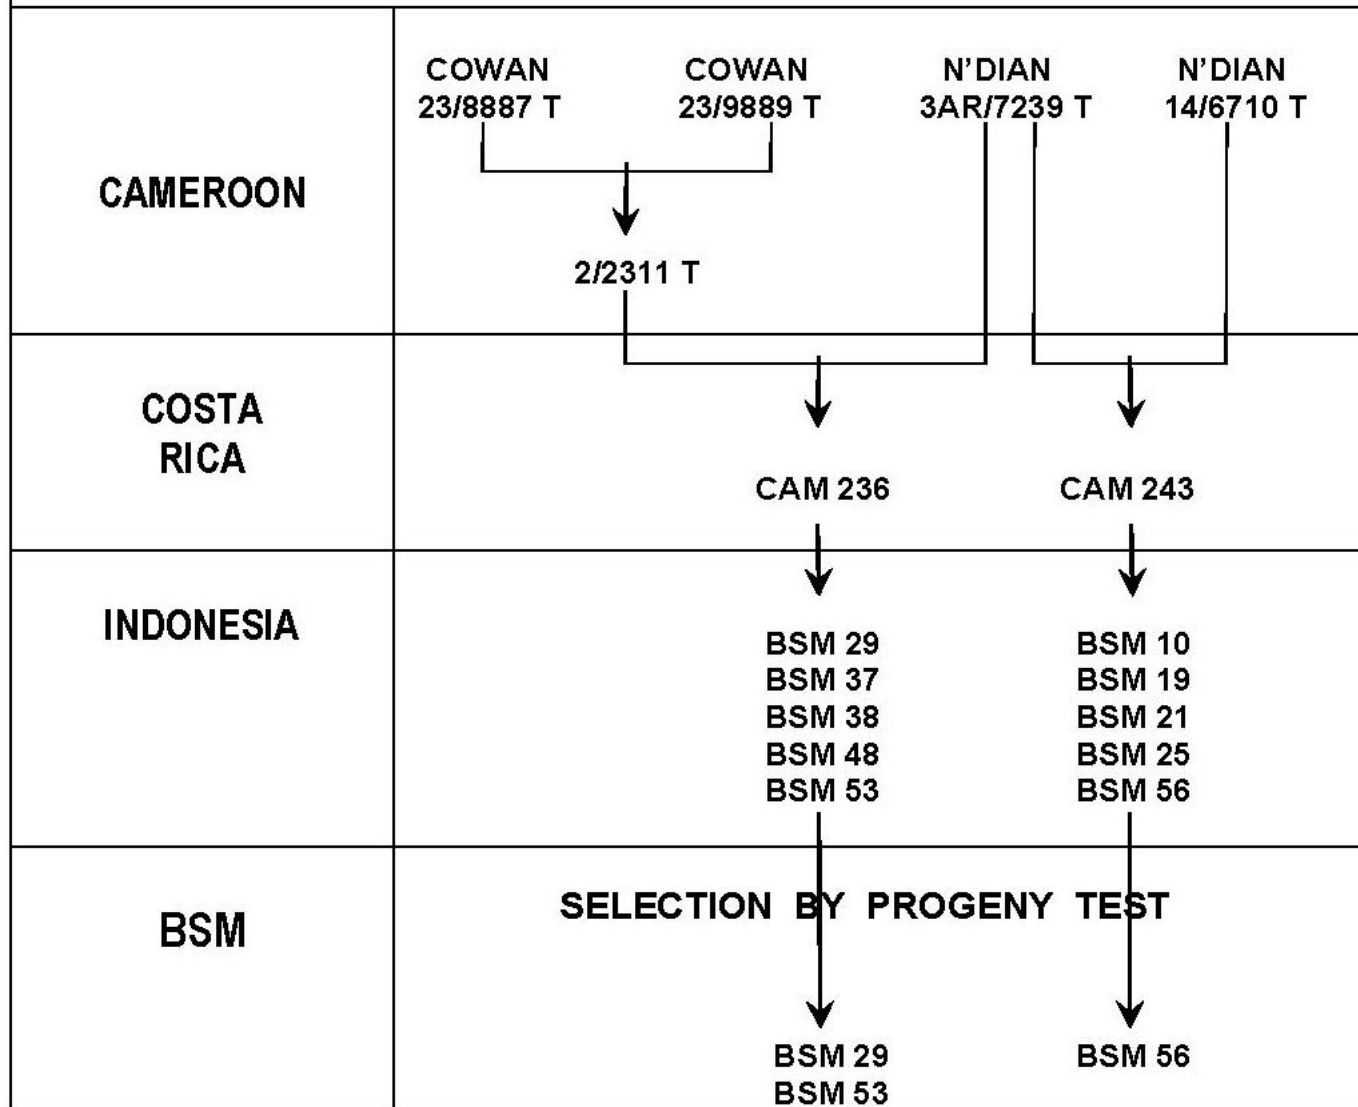 CAMEROON
COWAN
23/8887 T
COWAN
23/9889 T
N'DIAN
3AR/7239 T
N'DIAN
14/6710 T
2/2311 T
COSTA
RICA
CAM 236
CAM 243
INDONESIA
BSM 29
BSM 37
BSM 38
BSM 48
BSM 53
BSM 10
BSM 19
BSM 21
BSM 25
BSM 56
BSM
SELECTION BY PROGENY TEST
BSM 29
BSM 53
BSM 56